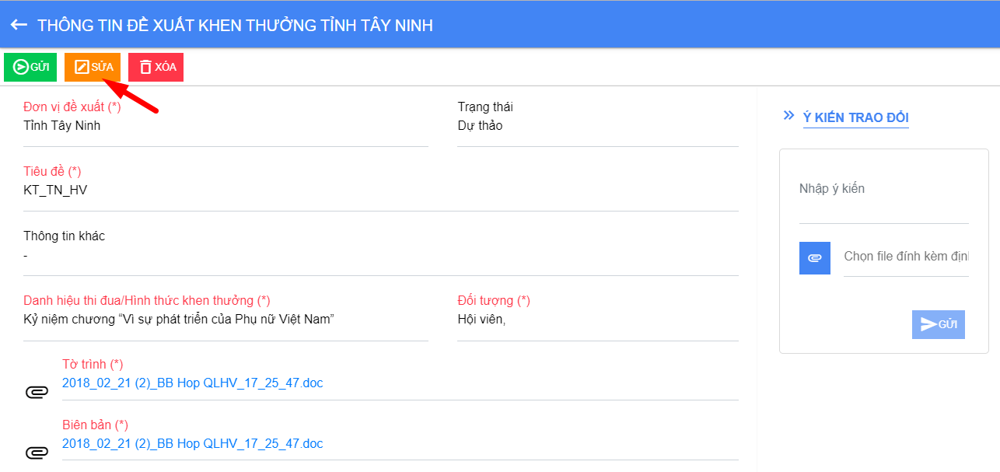 THÔNG TIN ĐỀ XUẤT KHEN THƯỞNG TỈNH TÂY NINH
GỬI SỬA XÓA
Đơn vị đề xuất (*)
Tỉnh Tây Ninh
Trạng thái
Dự thảo
Tiêu đề (*)
KT_TN_HV
Thông tin khác
-
Danh hiệu thi đua/Hình thức khen thưởng (*)
Kỷ niệm chương “Vì sự phát triển của Phụ nữ Việt Nam”
Đối tượng (*)
Hội viên,
Tờ trình (*)
2018_02_21 (2)_BB Hop QLHV_17_25_47.doc
Biên bản (*)
2018_02_21 (2)_BB Hop QLHV_17_25_47.doc
Ý KIẾN TRAO ĐỔI
Nhập ý kiến
Chọn file đính kèm
GỬI